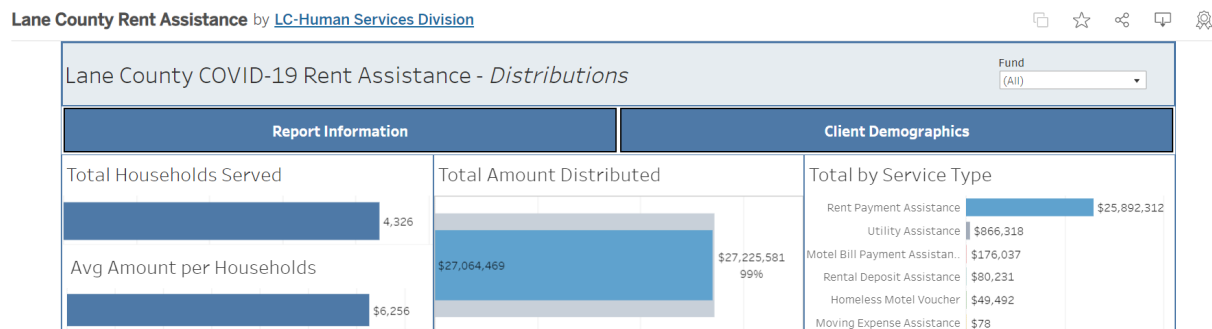 Lane County Rent Assistance by LC-Human Services Division
Lane County COVID-19 Rent Assistance - Distributions
Fund
(All)
Report Information
Client Demographics
Total Households Served
4,326
Avg Amount per Households
$6,256
Total Amount Distributed
$27,064,469
$27,225,581
99%
Total by Service Type
Rent Payment Assistance $25,892,312
Utility Assistance $866,318
Motel Bill Payment Assistan.. $176,037
Rental Deposit Assistance $80,231
Homeless Motel Voucher $49,492
Moving Expense Assistance $78